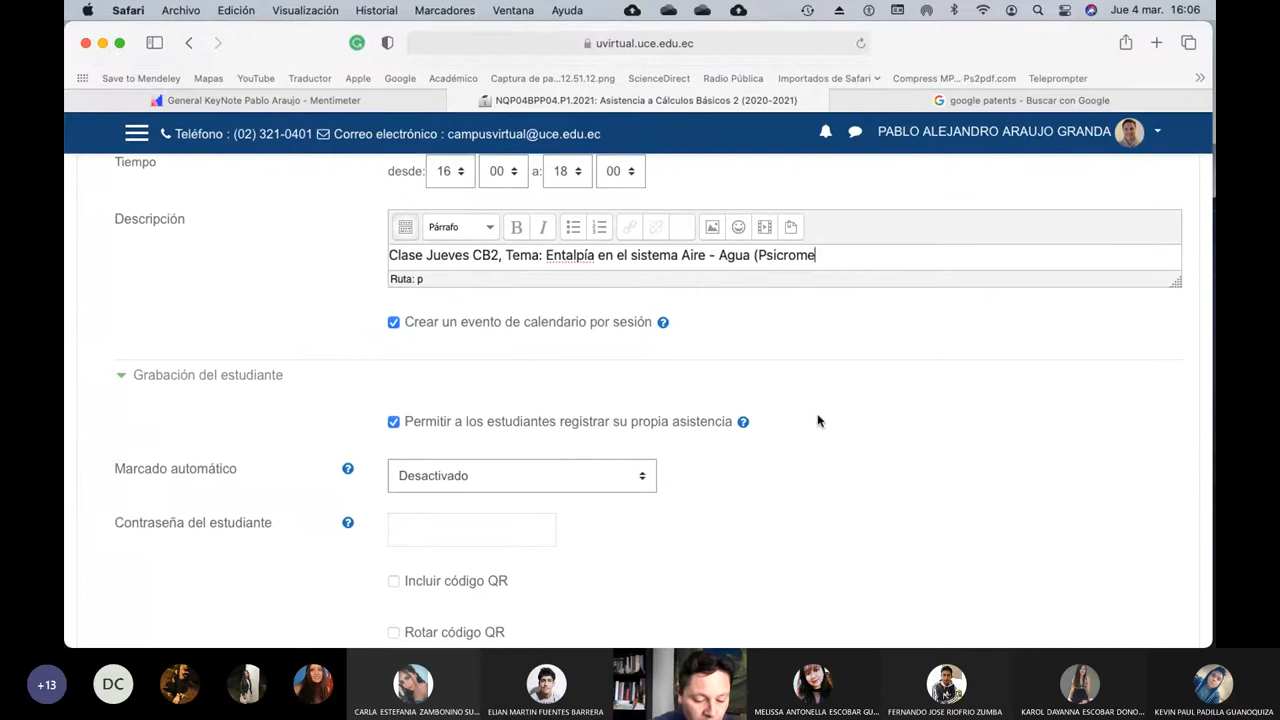 Safari Archivo Edición Visualización Historial Marcadores Ventana Ayuda Jue 4 mar. 16:06
uvirtual.uce.edu.ec
Save to Mendeley Mapas YouTube Traductor Apple Google Académico Captura de pa...12.51.12.png ScienceDirect Radio Pública Importados de Safari Compress MP... Ps2pdf.com Teleprompter
General KeyNote Pablo Araujo - Mentimeter NQP04BPP04.P1.2021: Asistencia a Cálculos Básicos 2 (2020-2021) google patents - Buscar con Google
Teléfono : (02) 321-0401 Correo electrónico : campusvirtual@uce.edu.ec PABLO ALEJANDRO ARAUJO GRANDA
Tiempo
desde: 16 00 a: 18 00
Descripción
Párrafo B I
Clase Jueves CB2, Tema: Entalpía en el sistema Aire - Agua (Psicrome
Ruta: p
Crear un evento de calendario por sesión ?
Grabación del estudiante
Permitir a los estudiantes registrar su propia asistencia ?
Marcado automático ? Desactivado
Contraseña del estudiante ?
Incluir código QR
Rotar código QR
+13 DC
CARLA ESTEFANIA ZAMBONINO SU... ELIAN MARTIN FUENTES BARRERA MELISSA ANTONELLA ESCOBAR GU... FERNANDO JOSE RIOFRIO ZUMBA KAROL DAYANNA ESCOBAR DONO... KEVIN PAUL PADILLA GUANOQUIZA